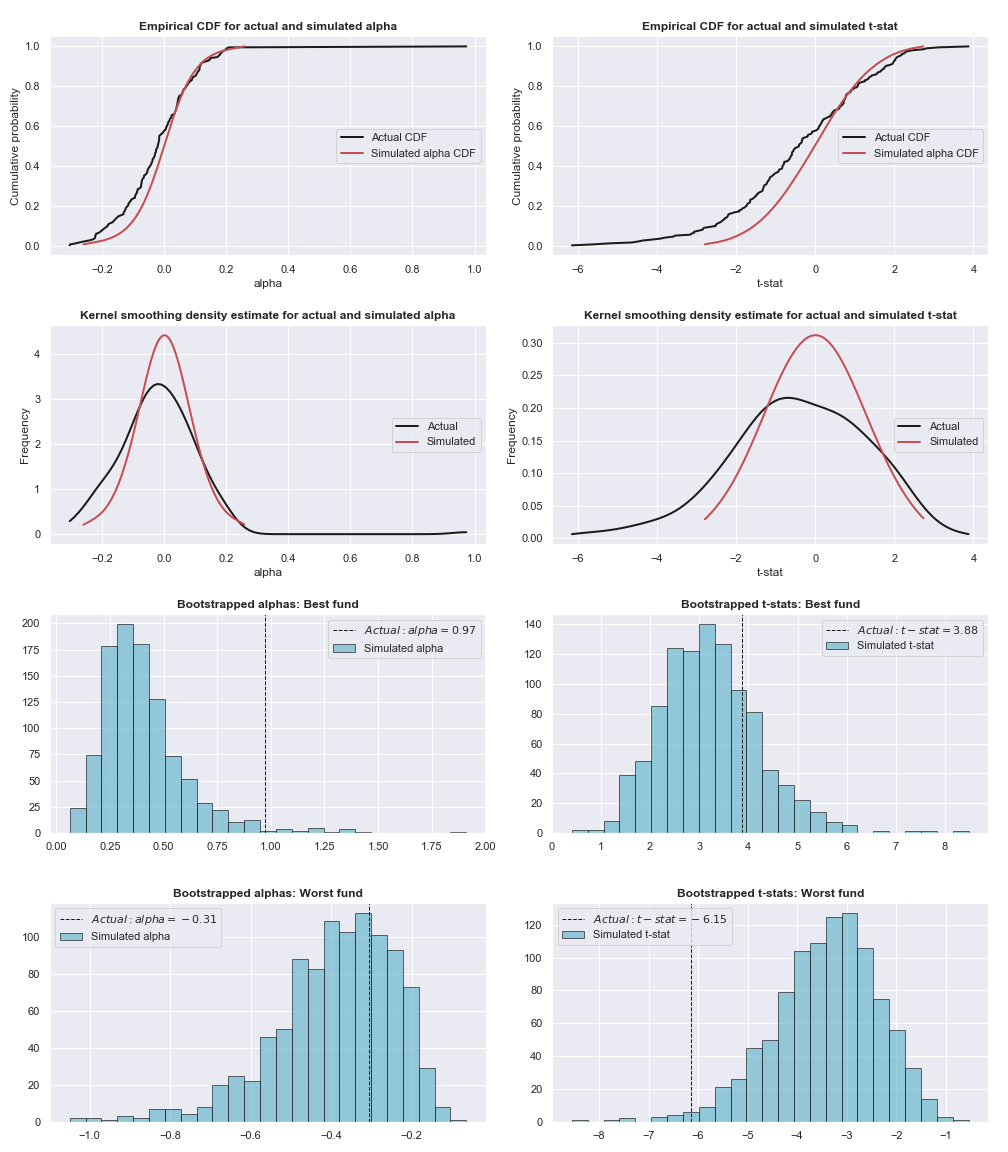 Empirical CDF for actual and simulated alpha
Cumulative probability
1.0
0.8
0.6
0.4
0.2
0.0
Actual CDF
Simulated alpha CDF
−0.2 0.0 0.2 0.4 0.6 0.8 1.0
alpha
Empirical CDF for actual and simulated t-stat
Cumulative probability
1.0
0.8
0.6
0.4
0.2
0.0
Actual CDF
Simulated alpha CDF
−6 −4 −2 0 2 4
t-stat
Kernel smoothing density estimate for actual and simulated alpha
Frequency
4
3
2
1
0
Actual
Simulated
−0.2 0.0 0.2 0.4 0.6 0.8 1.0
alpha
Kernel smoothing density estimate for actual and simulated t-stat
Frequency
0.30
0.25
0.20
0.15
0.10
0.05
0.00
Actual
Simulated
−6 −4 −2 0 2 4
t-stat
Bootstrapped alphas: Best fund
200
175
150
125
100
75
50
25
0
Actual: alpha = 0.97
Simulated alpha
0.00 0.25 0.50 0.75 1.00 1.25 1.50 1.75 2.00
Bootstrapped t-stats: Best fund
140
120
100
80
60
40
20
0
Actual: t − stat = 3.88
Simulated t-stat
0 1 2 3 4 5 6 7 8
Bootstrapped alphas: Worst fund
Actual: alpha = −0.31
Simulated alpha
100
80
60
40
20
0
−1.0 −0.8 −0.6 −0.4 −0.2
Bootstrapped t-stats: Worst fund
Actual: t − stat = −6.15
Simulated t-stat
120
100
80
60
40
20
0
−8 −7 −6 −5 −4 −3 −2 −1